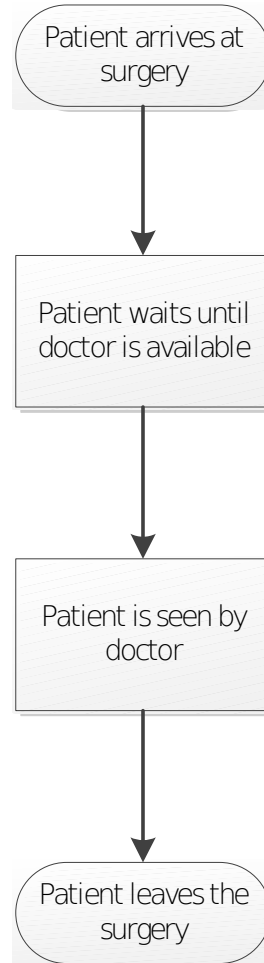 Patient arrives at
surgery
Patient waits until
doctor is available
Patient is seen by
doctor
Patient leaves the
surgery